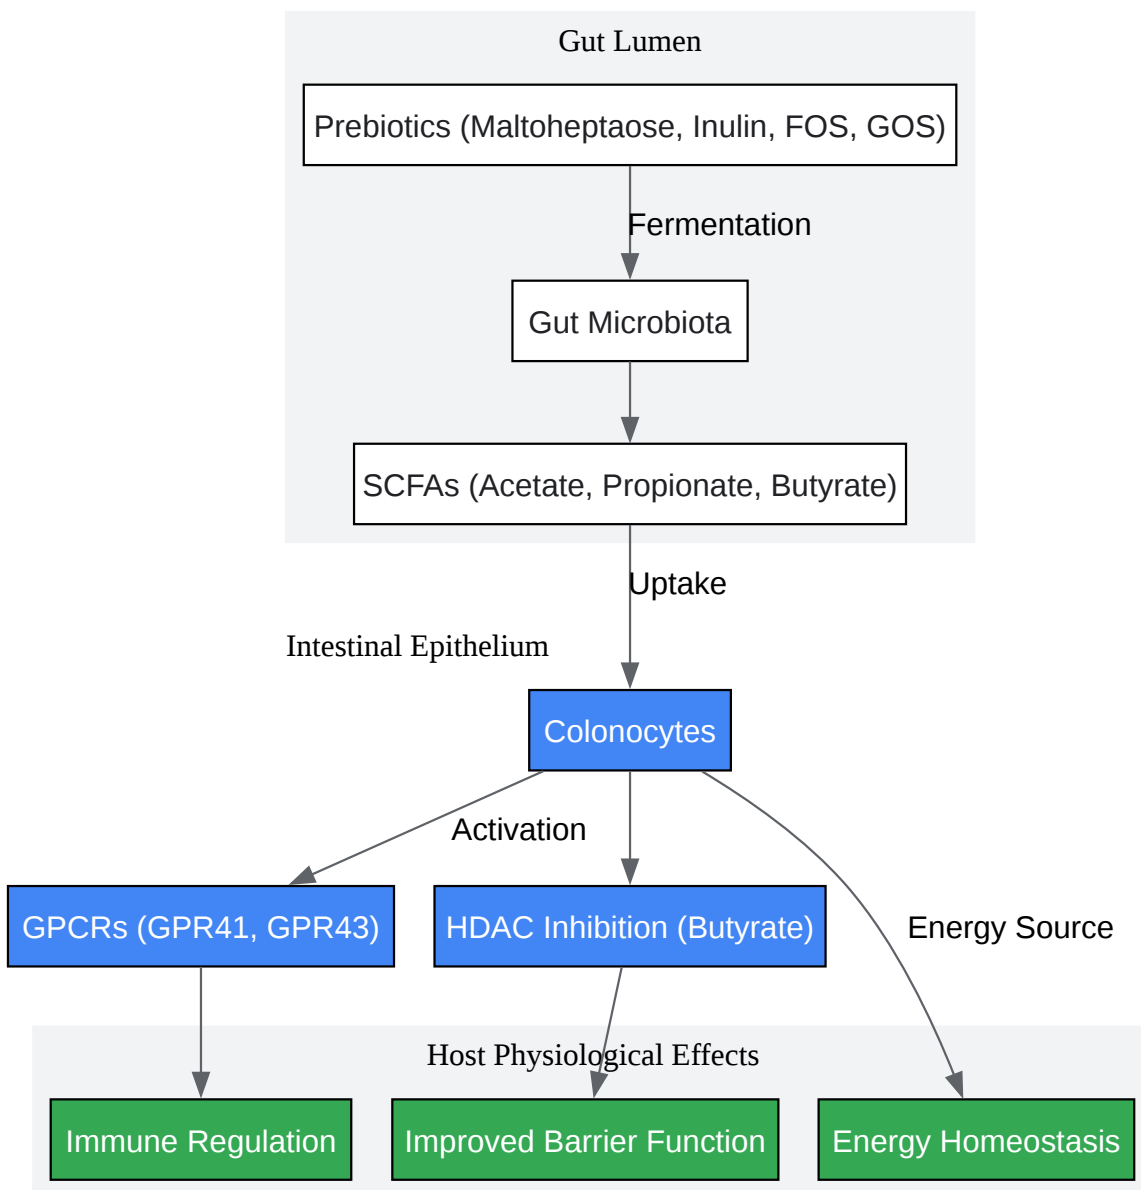 Gut Lumen
Prebiotics (Maltoheptaose, Inulin, FOS, GOS)
Fermentation
Gut Microbiota
SCFAs (Acetate, Propionate, Butyrate)
Uptake
Intestinal Epithelium
Colonocytes
Activation
GPCRs (GPR41, GPR43)
HDAC Inhibition (Butyrate)
Energy Source
Host Physiological Effects
Immune Regulation
Improved Barrier Function
Energy Homeostasis